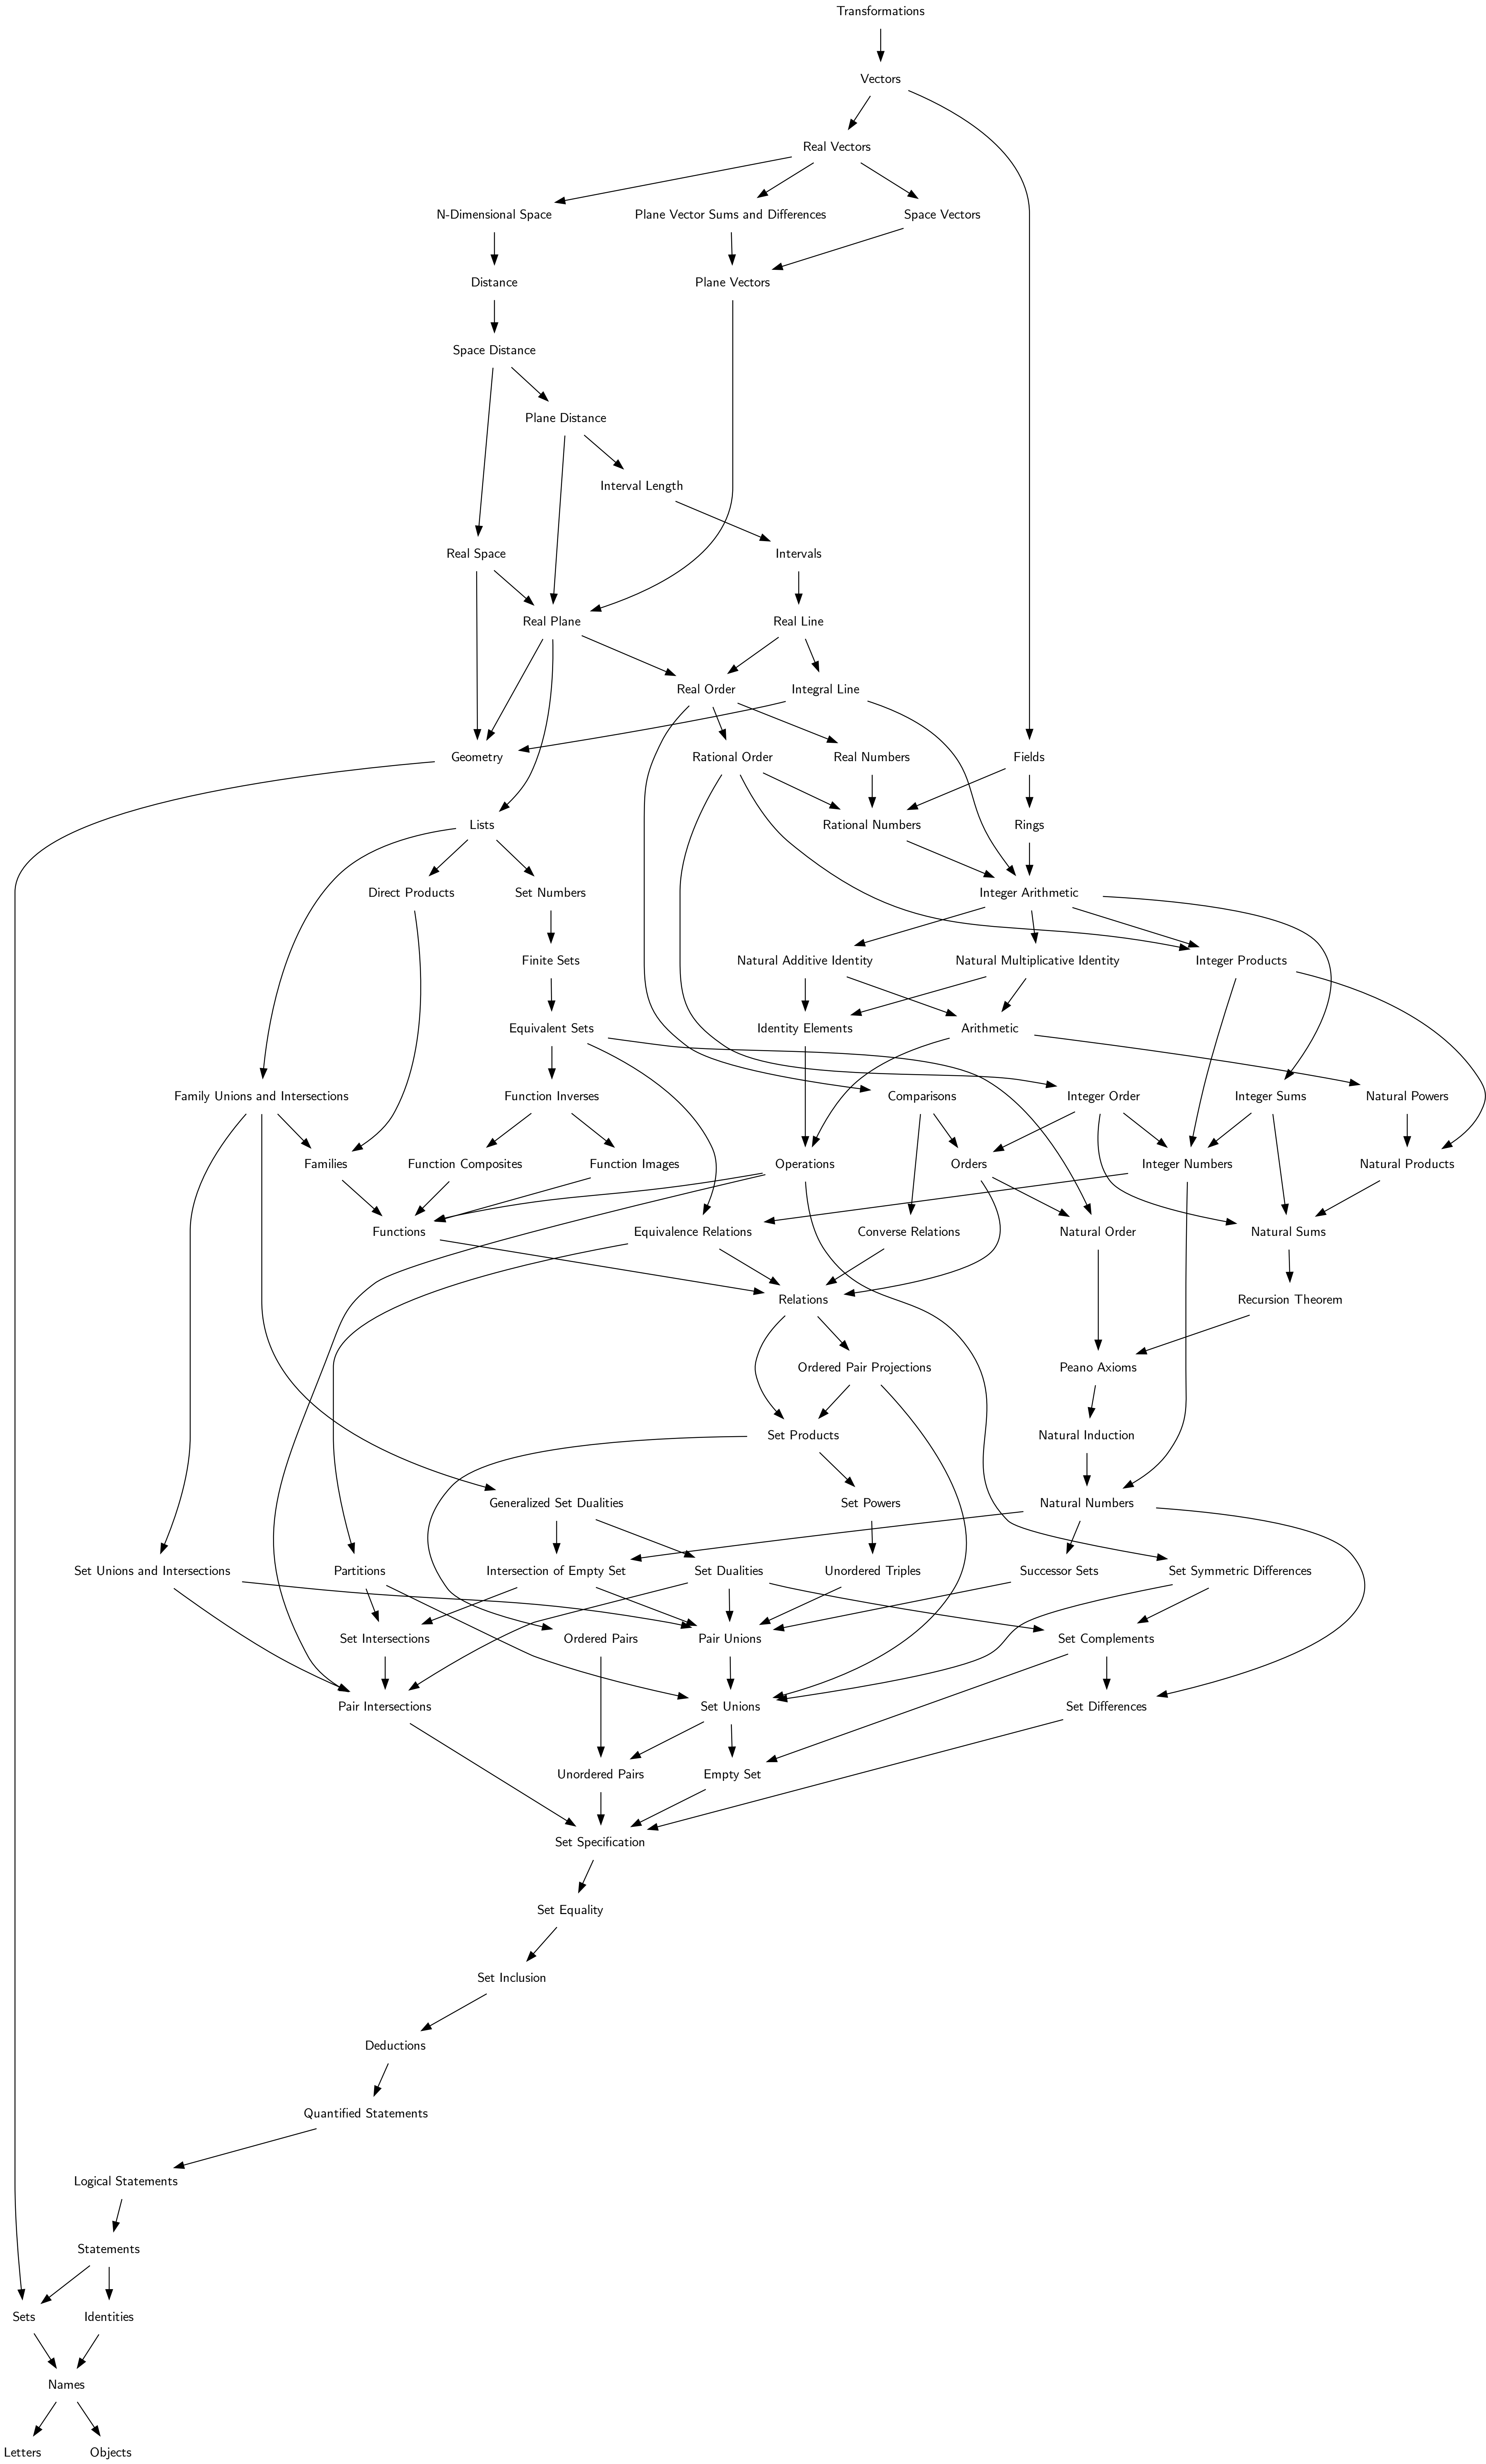 Transformations
Vectors
Real Vectors
N-Dimensional Space
Plane Vector Sums and Differences
Space Vectors
Distance
Plane Vectors
Space Distance
Plane Distance
Interval Length
Real Space
Intervals
Real Plane
Real Line
Real Order
Integral Line
Geometry
Rational Order
Real Numbers
Fields
Lists
Rational Numbers
Rings
Direct Products
Set Numbers
Integer Arithmetic
Finite Sets
Natural Additive Identity
Natural Multiplicative Identity
Integer Products
Equivalent Sets
Identity Elements
Arithmetic
Family Unions and Intersections
Function Inverses
Comparisons
Integer Order
Integer Sums
Natural Powers
Families
Function Composites
Function Images
Operations
Orders
Integer Numbers
Natural Products
Functions
Equivalence Relations
Converse Relations
Natural Order
Natural Sums
Relations
Recursion Theorem
Ordered Pair Projections
Peano Axioms
Set Products
Natural Induction
Generalized Set Dualities
Set Powers
Natural Numbers
Set Unions and Intersections
Partitions
Intersection of Empty Set
Set Dualities
Unordered Triples
Successor Sets
Set Symmetric Differences
Set Intersections
Ordered Pairs
Pair Unions
Set Complements
Pair Intersections
Set Unions
Set Differences
Unordered Pairs
Empty Set
Set Specification
Set Equality
Set Inclusion
Deductions
Quantified Statements
Logical Statements
Statements
Sets
Identities
Names
Letters
Objects